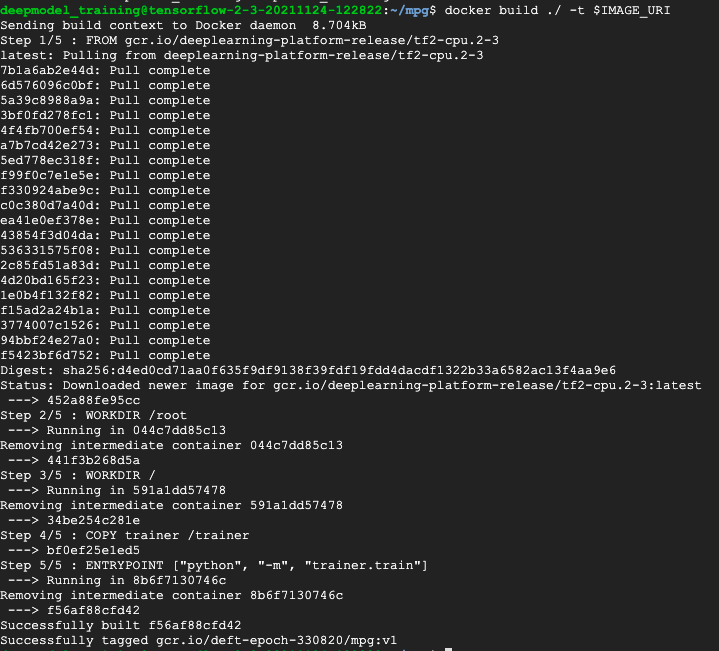 deepmodel_training@tensorflow-2-3-20211124-122822:~/mpg$ docker build ./ -t $IMAGE_URI
Sending build context to Docker daemon  8.704kB
Step 1/5 : FROM gcr.io/deeplearning-platform-release/tf2-cpu.2-3
latest: Pulling from deeplearning-platform-release/tf2-cpu.2-3
7b1a6ab2e44d: Pull complete
6d576096c0bf: Pull complete
5a39c8988a9a: Pull complete
3bf0fd278fc1: Pull complete
4f4fb700ef54: Pull complete
a7b7cd42e273: Pull complete
5ed778ec318f: Pull complete
f99f0c7e1e5e: Pull complete
f330924abe9c: Pull complete
c0c380d7a40d: Pull complete
ea41e0ef378e: Pull complete
43854f3d04da: Pull complete
536331575f08: Pull complete
2c85fd51a83d: Pull complete
4d20bd165f23: Pull complete
1e0b4f132f82: Pull complete
f15ad2a24b1a: Pull complete
3774007c1526: Pull complete
94bbf24e27a0: Pull complete
f5423bf6d752: Pull complete
Digest: sha256:d4ed0cd71aa0f635f9df9138f39fdf19fdd4dacdf1322b33a6582ac13f4aa9e6
Status: Downloaded newer image for gcr.io/deeplearning-platform-release/tf2-cpu.2-3:latest
 ---> 452a88fe95cc
Step 2/5 : WORKDIR /root
 ---> Running in 044c7dd85c13
Removing intermediate container 044c7dd85c13
 ---> 441f3b268d5a
Step 3/5 : WORKDIR /
 ---> Running in 591a1dd57478
Removing intermediate container 591a1dd57478
 ---> 34be254c281e
Step 4/5 : COPY trainer /trainer
 ---> bf0ef25e1ed5
Step 5/5 : ENTRYPOINT ["python", "-m", "trainer.train"]
 ---> Running in 8b6f7130746c
Removing intermediate container 8b6f7130746c
 ---> f56af88cfd42
Successfully built f56af88cfd42
Successfully tagged gcr.io/deft-epoch-330820/mpg:v1